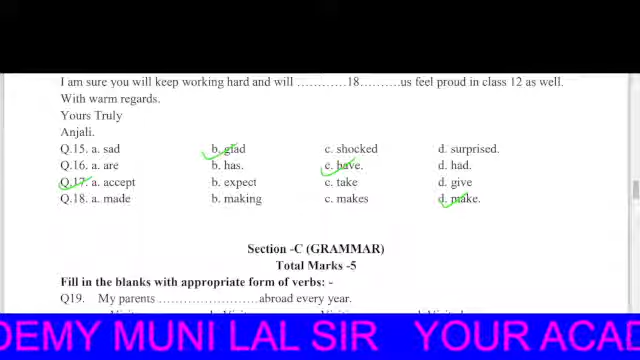 I am sure you will keep working hard and will …………18……….us feel proud in class 12 as well.
With warm regards.
Yours Truly
Anjali.
Q.15. a. sad b. glad c. shocked d. surprised.
Q.16. a. are b. has. c. have. d. had.
Q.17. a. accept b. expect c. take d. give
Q.18. a. made b. making c. makes d. make.
Section -C (GRAMMAR)
Total Marks -5
Fill in the blanks with appropriate form of verbs: -
Q19. My parents …………………………abroad every year.
DEMY MUNI LAL SIR YOUR ACAD